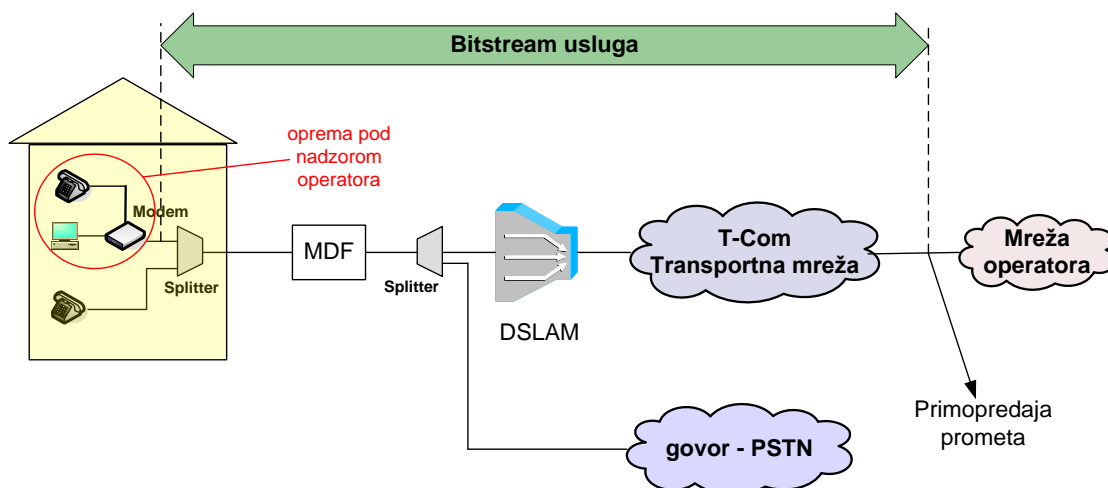 Bitstream usluga
oprema pod
nadzorom
operatora
Modem
Splitter
MDF
Splitter
DSLAM
T-Com
Transportna mreža
Mreža
operatora
Primopredaja
prometa
govor - PSTN